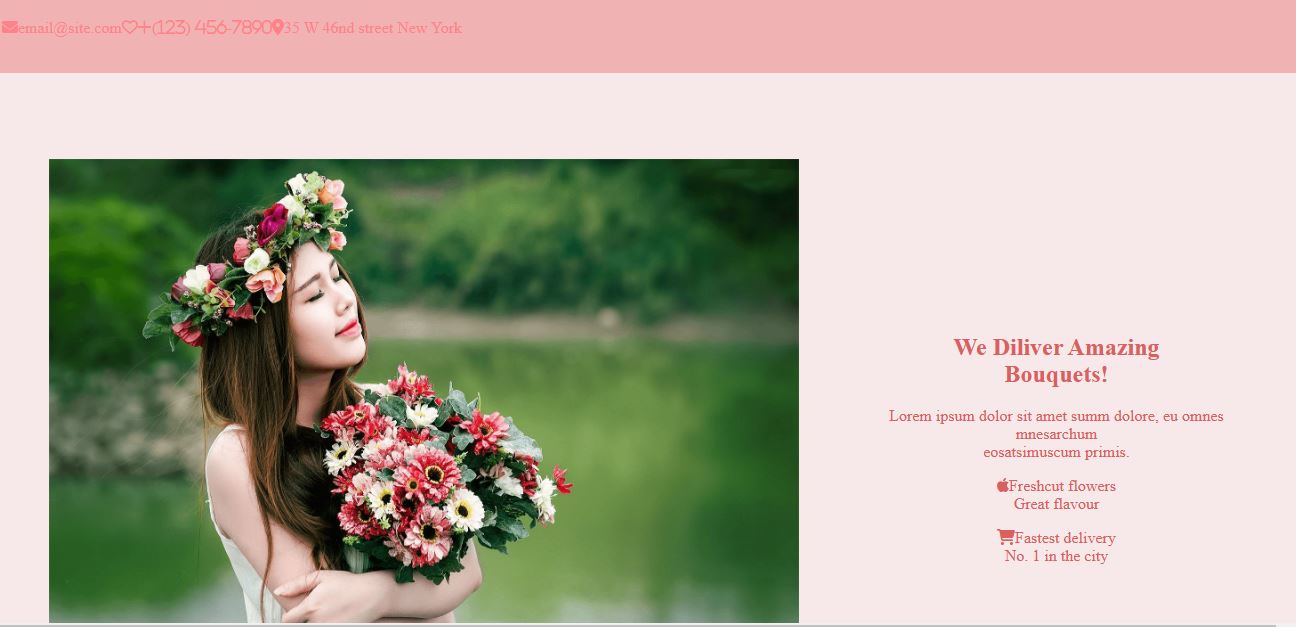 email@site.com (123) 456-7890 35 W 46nd street New York
We Diliver Amazing
Bouquets!
Lorem ipsum dolor sit amet summ dolore, eu omnes
mnesarchum
eosatsimuscum primis.
Freshcut flowers
Great flavour
Fastest delivery
No. 1 in the city